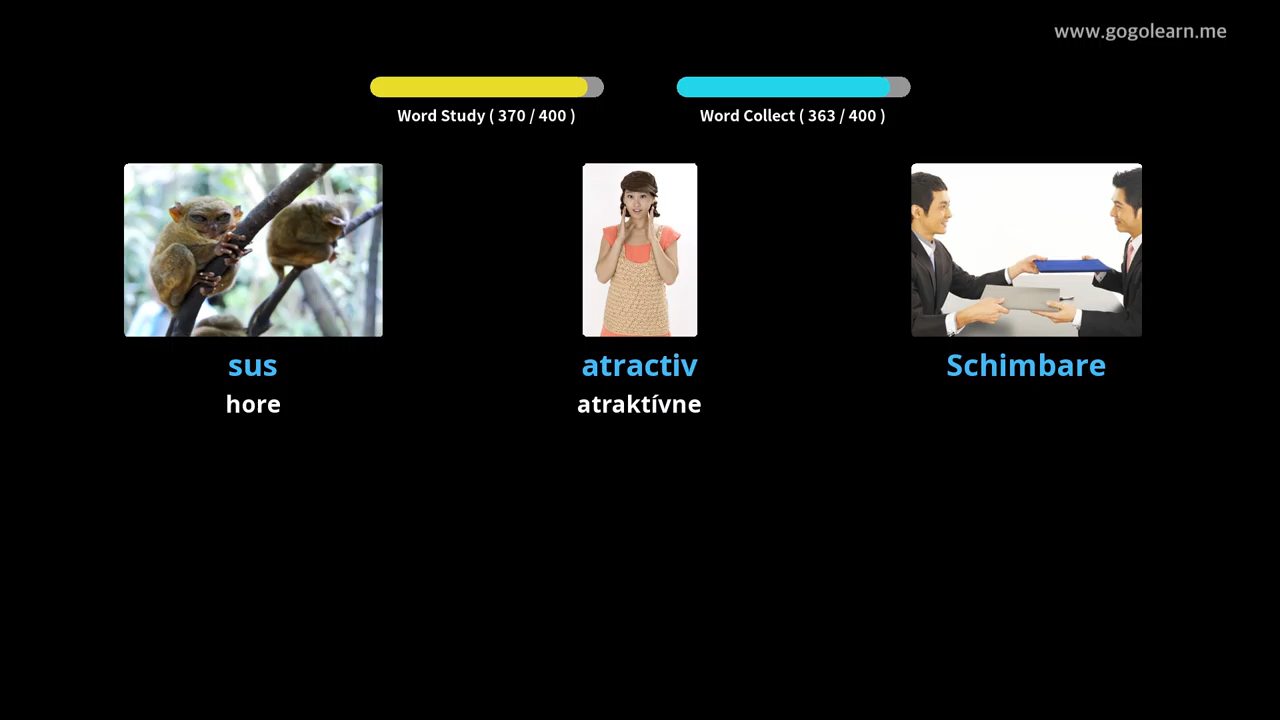 www.gogolearn.me
Word Study ( 370 / 400 )
Word Collect ( 363 / 400 )
sus
atractiv
Schimbare
hore
atraktívne